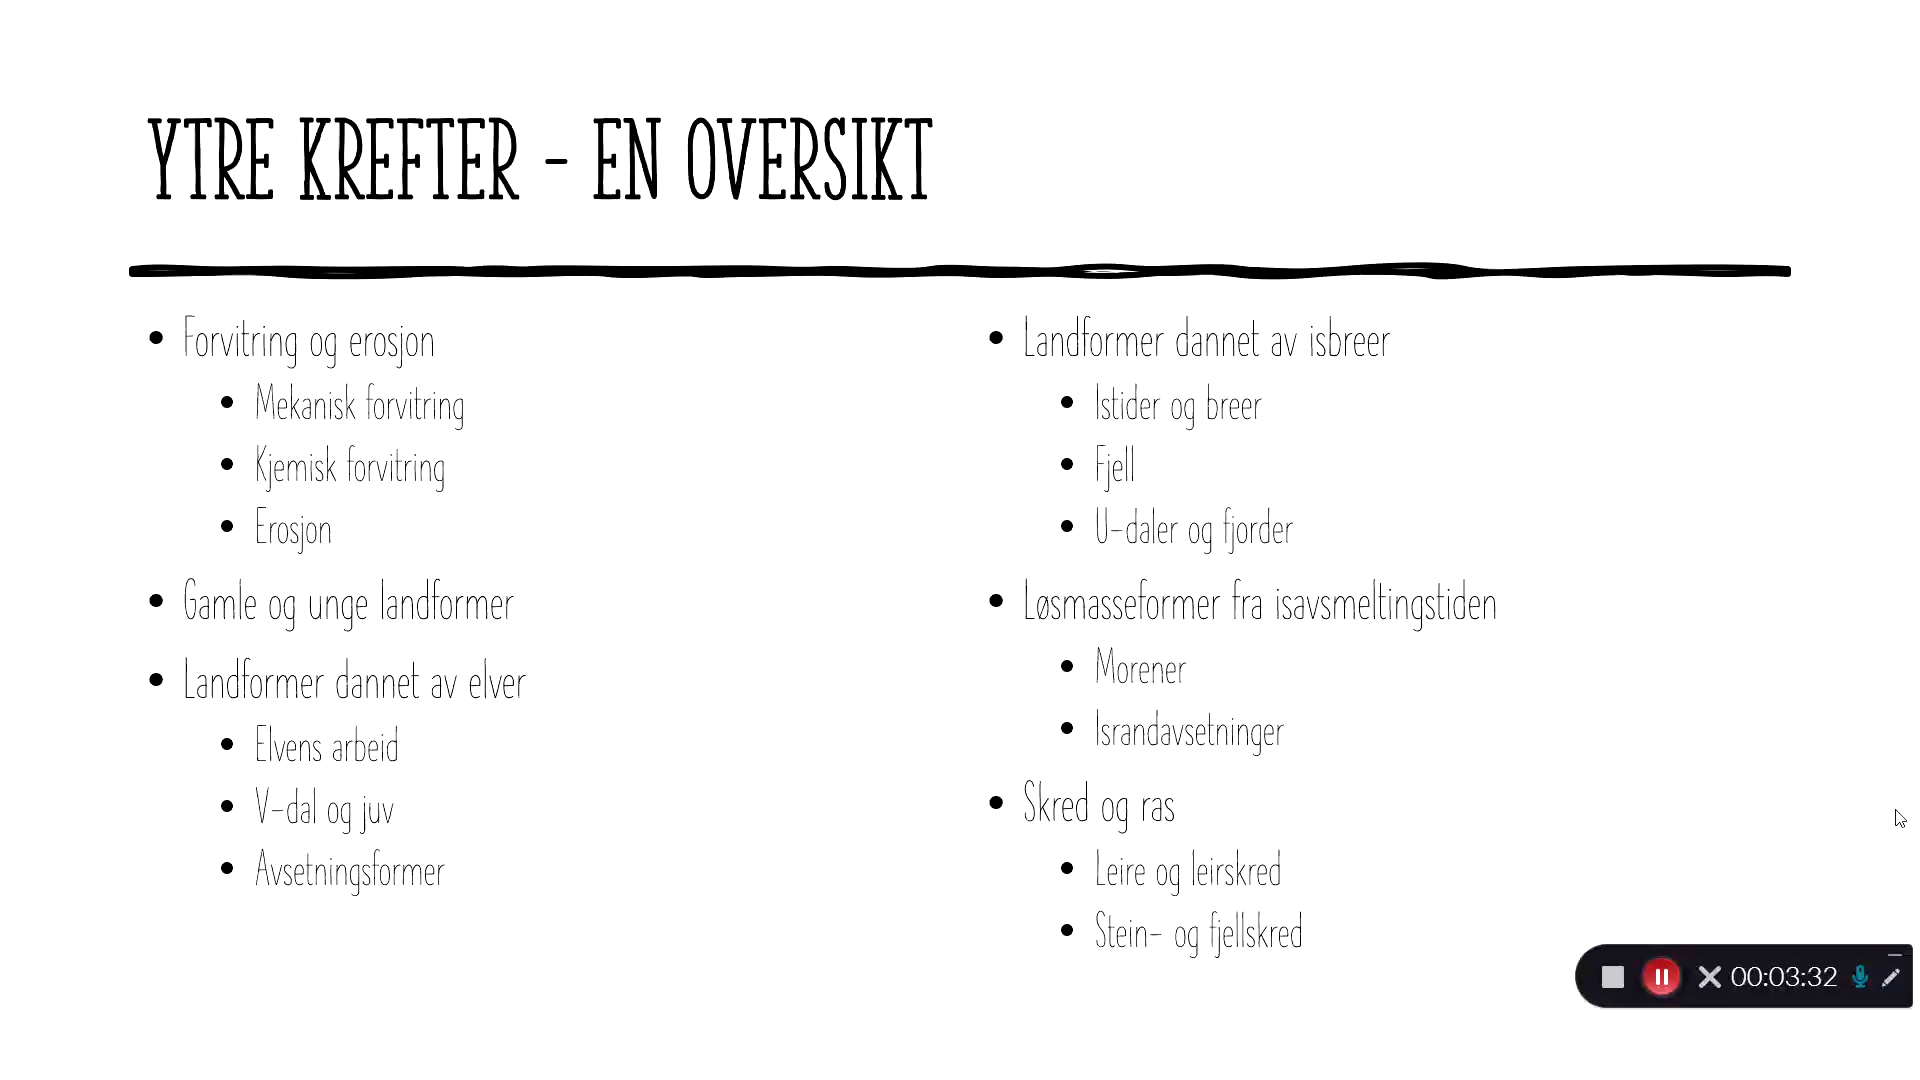 YTRE KREFTER - EN OVERSIKT
• Forvitring og erosjon
• Mekanisk forvitring
• Kjemisk forvitring
• Erosjon
• Gamle og unge landformer
• Landformer dannet av elver
• Elvens arbeid
• V-dal og juv
• Avsetningsformer
• Landformer dannet av isbreer
• Istider og breer
• Fjell
• U-daler og fjorder
• Løsmasseformer fra isavsmeltingstiden
• Morener
• Israndavsetninger
• Skred og ras
• Leire og leirskred
• Stein- og fjellskred
00:03:32